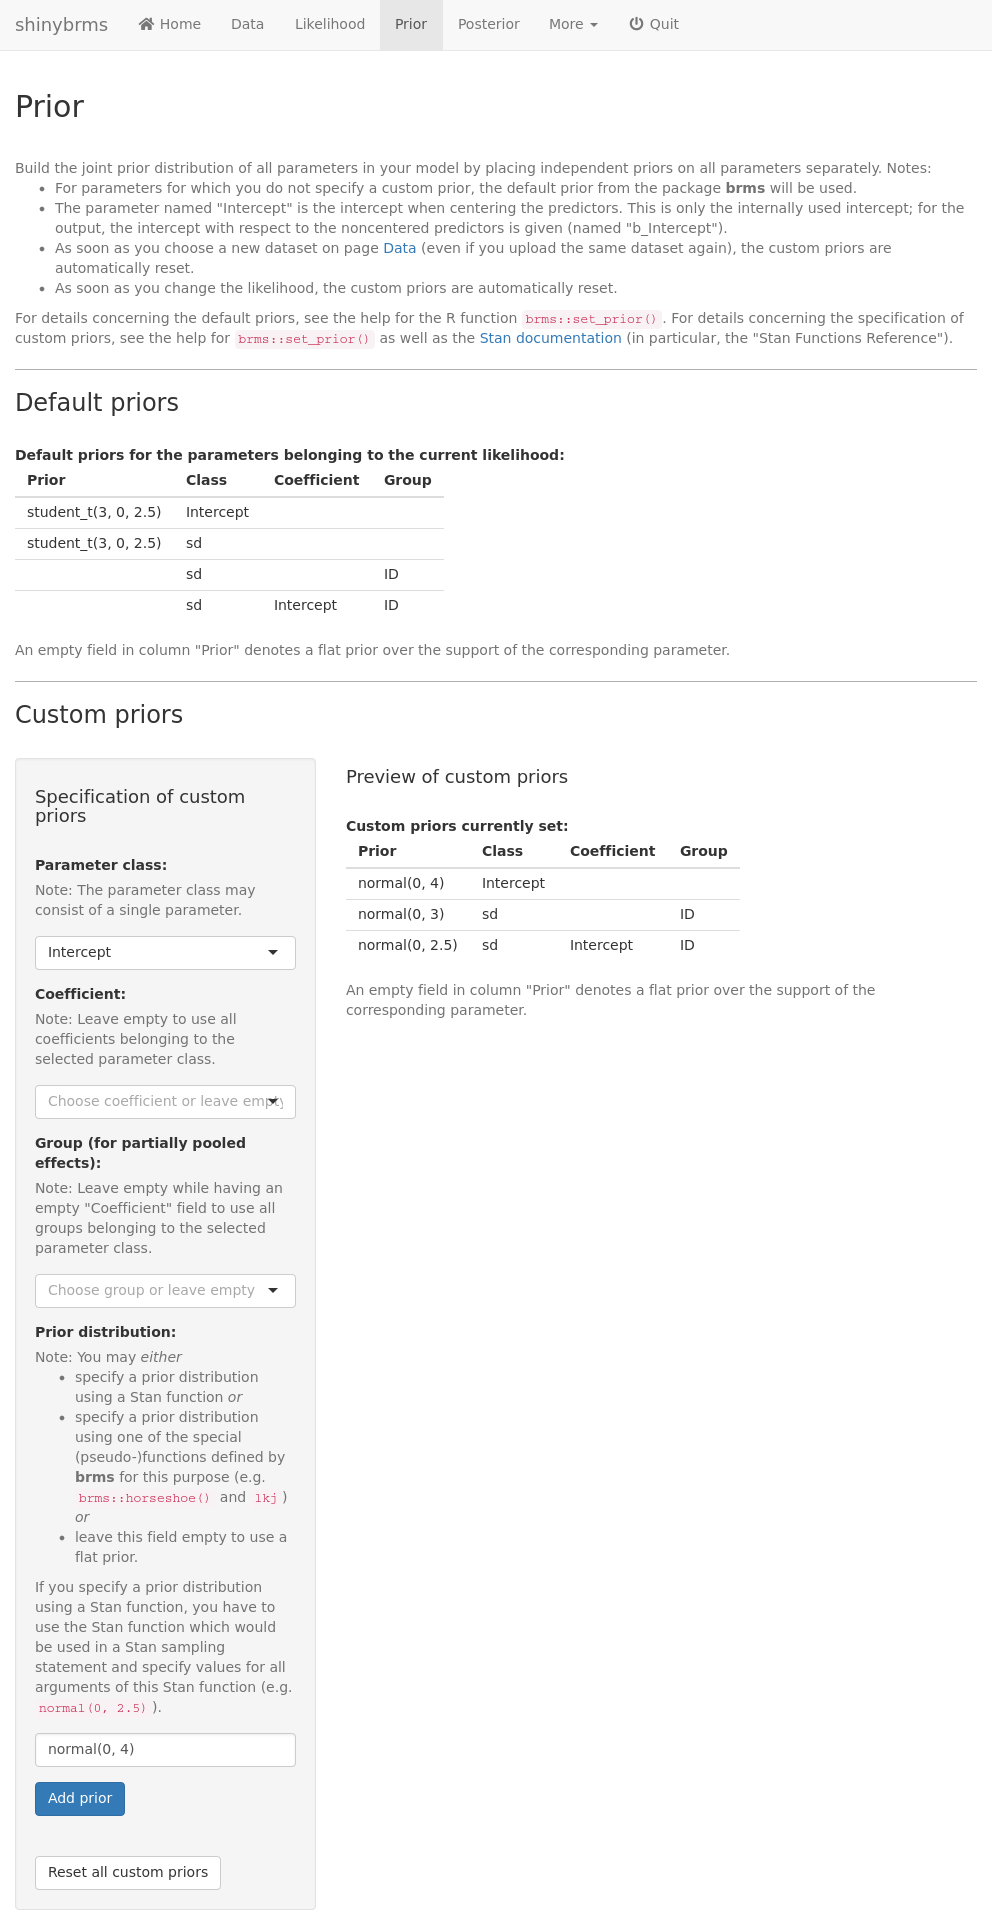 shinybrms Home Data Likelihood Prior Posterior More Quit
Prior
Build the joint prior distribution of all parameters in your model by placing independent priors on all parameters separately. Notes:
• For parameters for which you do not specify a custom prior, the default prior from the package brms will be used.
• The parameter named "Intercept" is the intercept when centering the predictors. This is only the internally used intercept; for the
output, the intercept with respect to the noncentered predictors is given (named "b_Intercept").
• As soon as you choose a new dataset on page Data (even if you upload the same dataset again), the custom priors are
automatically reset.
• As soon as you change the likelihood, the custom priors are automatically reset.
For details concerning the default priors, see the help for the R function brms::set_prior(). For details concerning the specification of
custom priors, see the help for brms::set_prior() as well as the Stan documentation (in particular, the "Stan Functions Reference").
Default priors
Default priors for the parameters belonging to the current likelihood:
Prior Class Coefficient Group
student_t(3, 0, 2.5) Intercept
student_t(3, 0, 2.5) sd
sd ID
sd Intercept ID
An empty field in column "Prior" denotes a flat prior over the support of the corresponding parameter.
Custom priors
Specification of custom
priors
Parameter class:
Note: The parameter class may
consist of a single parameter.
Intercept
Coefficient:
Note: Leave empty to use all
coefficients belonging to the
selected parameter class.
Choose coefficient or leave empty
Group (for partially pooled
effects):
Note: Leave empty while having an
empty "Coefficient" field to use all
groups belonging to the selected
parameter class.
Choose group or leave empty
Prior distribution:
Note: You may either
• specify a prior distribution
using a Stan function or
• specify a prior distribution
using one of the special
(pseudo-)functions defined by
brms for this purpose (e.g.
brms::horseshoe() and lkj)
or
• leave this field empty to use a
flat prior.
If you specify a prior distribution
using a Stan function, you have to
use the Stan function which would
be used in a Stan sampling
statement and specify values for all
arguments of this Stan function (e.g.
normal(0, 2.5)).
normal(0, 4)
Add prior
Reset all custom priors
Preview of custom priors
Custom priors currently set:
Prior Class Coefficient Group
normal(0, 4) Intercept
normal(0, 3) sd ID
normal(0, 2.5) sd Intercept ID
An empty field in column "Prior" denotes a flat prior over the support of the
corresponding parameter.